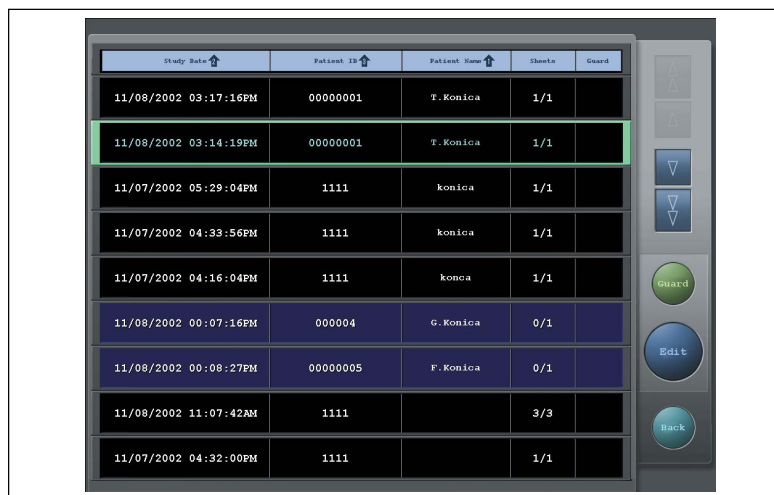 Study Date 2 Patient ID 3 Patient Name 1 Sheets Guard
11/08/2002 03:17:16PM 00000001 T.Konica 1/1
11/08/2002 03:14:19PM 00000001 T.Konica 1/1
11/07/2002 05:29:04PM 1111 konica 1/1
11/07/2002 04:33:56PM 1111 konica 1/1
11/07/2002 04:16:04PM 1111 konca 1/1
Guard
11/08/2002 00:07:16PM 000004 G.Konica 0/1
Edit
11/08/2002 00:08:27PM 00000005 F.Konica 0/1
11/08/2002 11:07:42AM 1111 3/3
Back
11/07/2002 04:32:00PM 1111 1/1